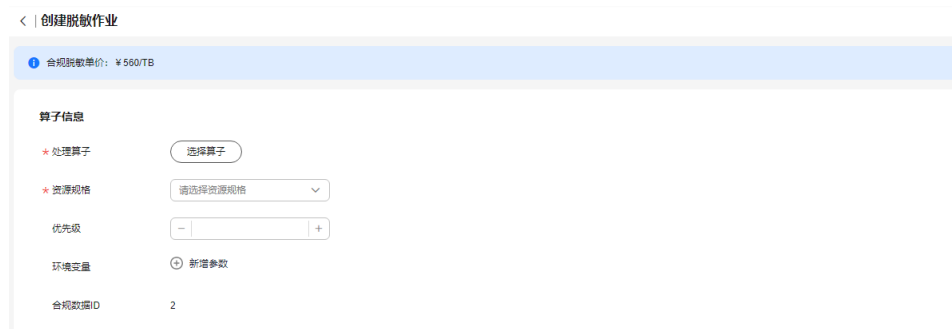 创建脱敏作业
合规脱敏单价：￥560/TB
算子信息
* 处理算子 选择算子
* 资源规格 请选择资源规格
优先级
环境变量 新增参数
合规数据ID 2